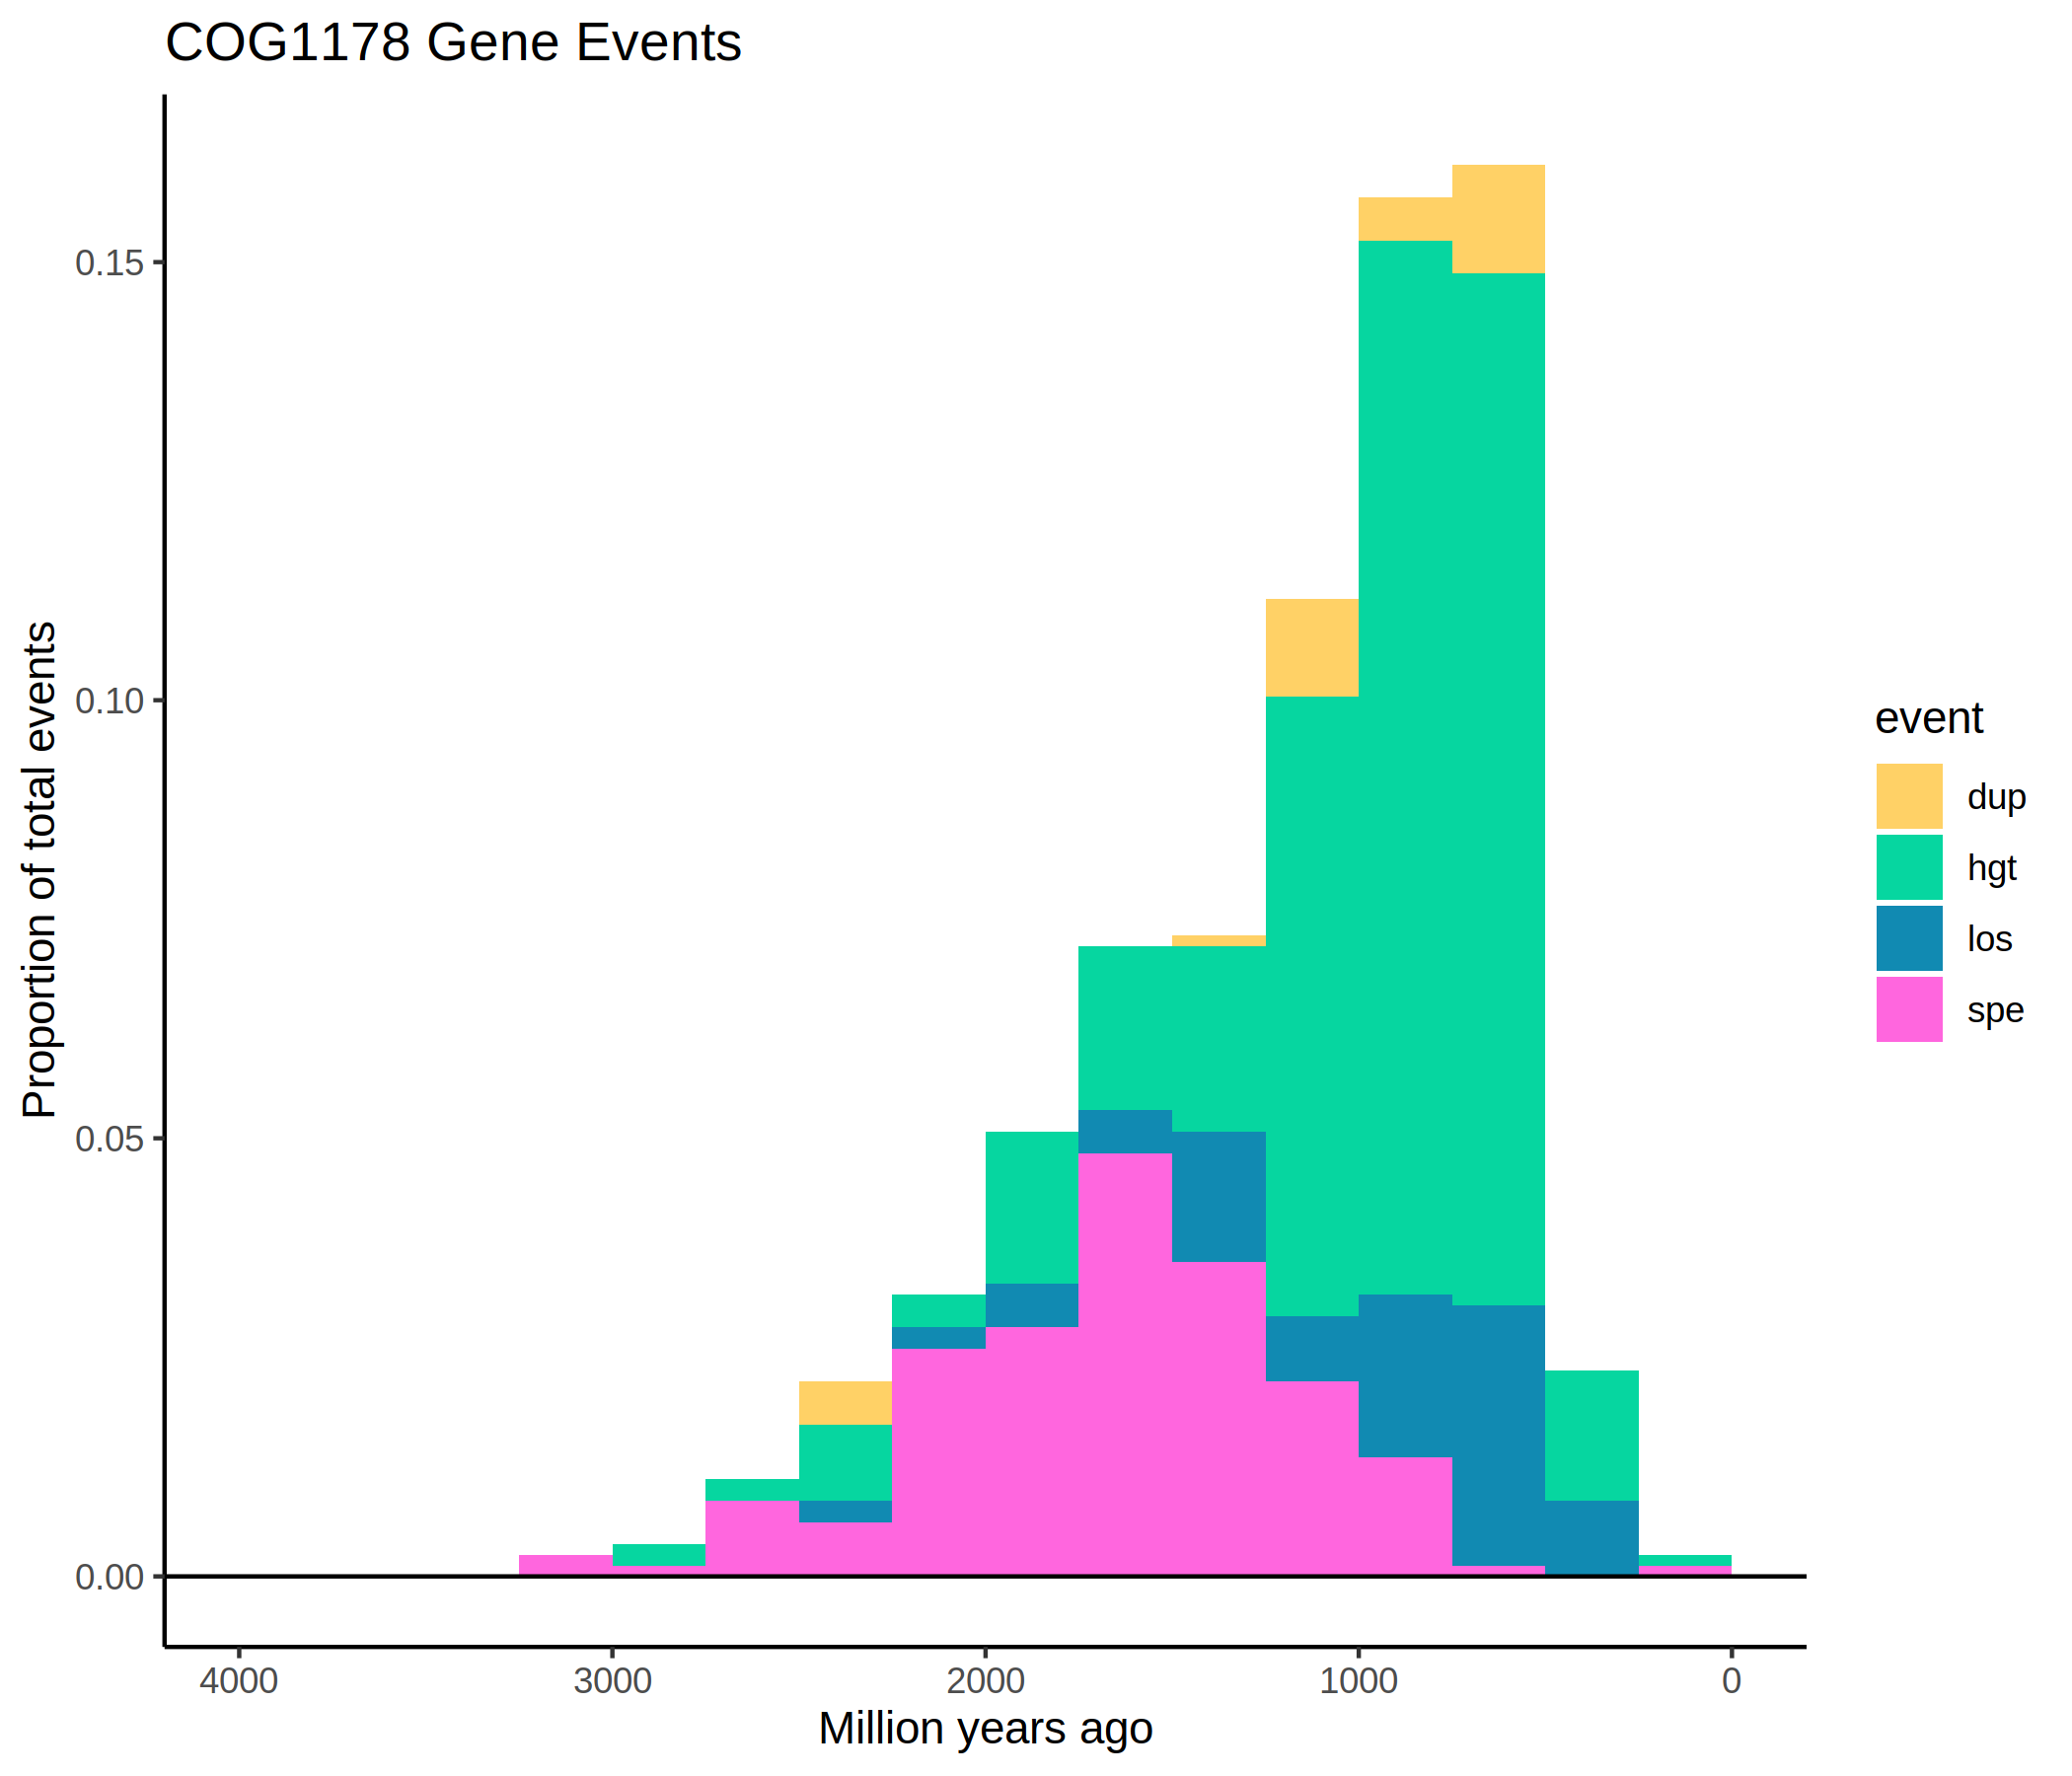 COG1178 Gene Events
Proportion of total events
0.15
0.10
0.05
0.00
4000 3000 2000 1000 0
Million years ago
event
dup
hgt
los
spe